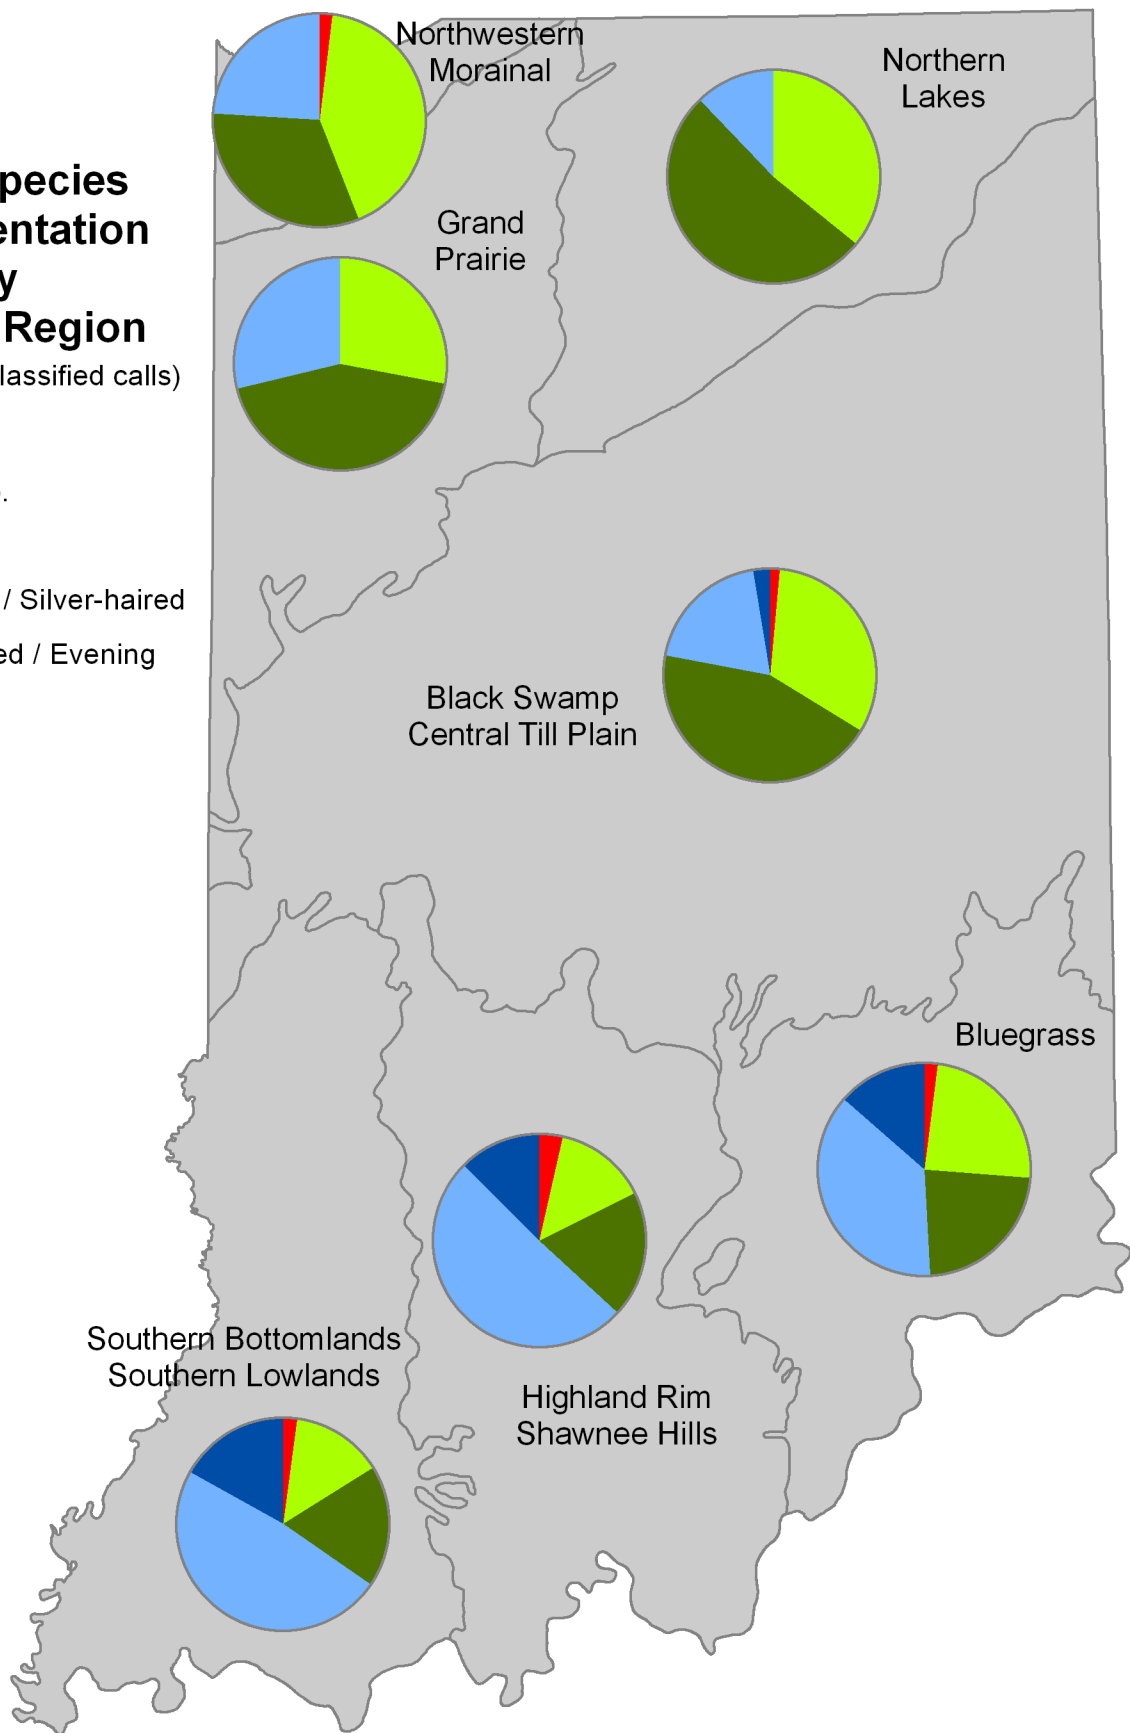 Northwestern
Morainal
Northern
Lakes
pecies
entation
y
Region
lassified calls)
.
/ Silver-haired
ed / Evening
Grand
Prairie
Black Swamp
Central Till Plain
Bluegrass
Southern Bottomlands
Southern Lowlands
Highland Rim
Shawnee Hills